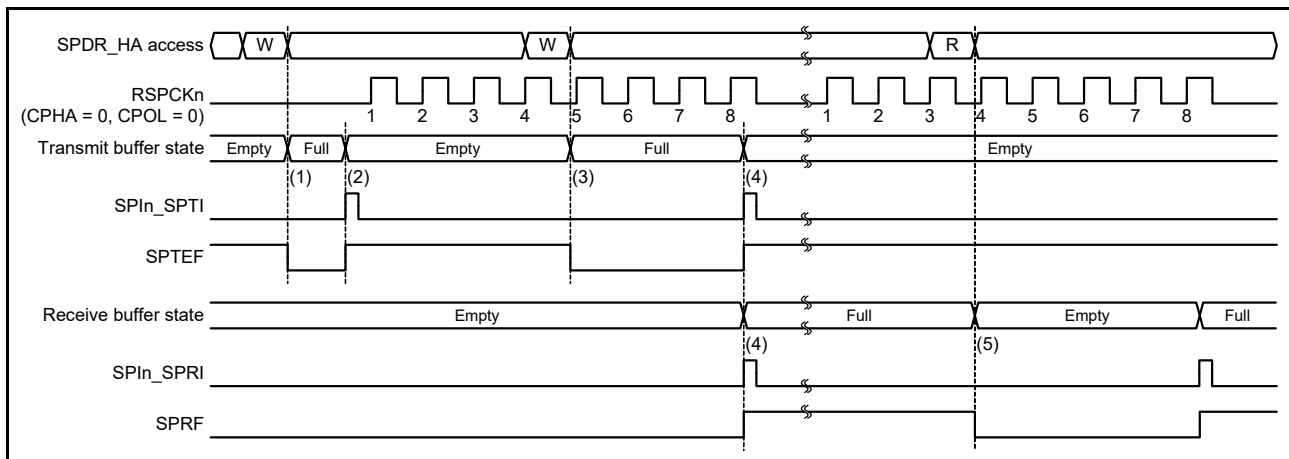 SPDR_HA access W W R
RSPCKn
(CPHA = 0, CPOL = 0)
1 2 3 4 5 6 7 8 1 2 3 4 5 6 7 8
Transmit buffer state Empty Full Empty Full Empty
(1) (2) (3) (4)
SPIn_SPTI
SPTEF
Receive buffer state Empty Full Empty Full
(4) (5)
SPIn_SPRI
SPRF